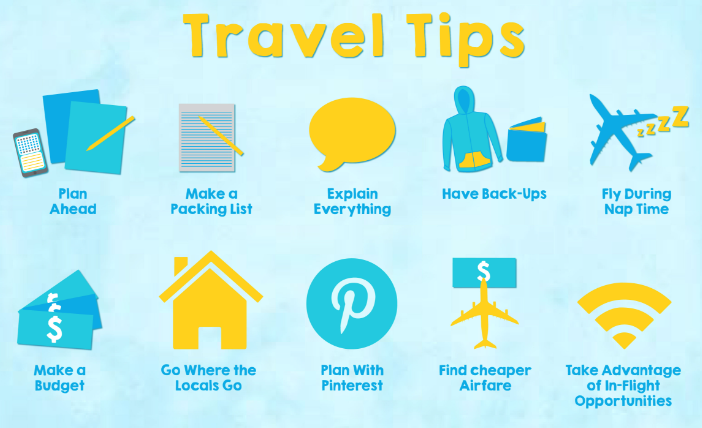 Travel Tips
Plan
Ahead
Make a
Packing List
Explain
Everything
Have Back-Ups
zzzZ
Fly During
Nap Time
$
Make a
Budget
Go Where the
Locals Go
Plan With
Pinterest
$
Find cheaper
Airfare
Take Advantage
of In-Flight
Opportunities